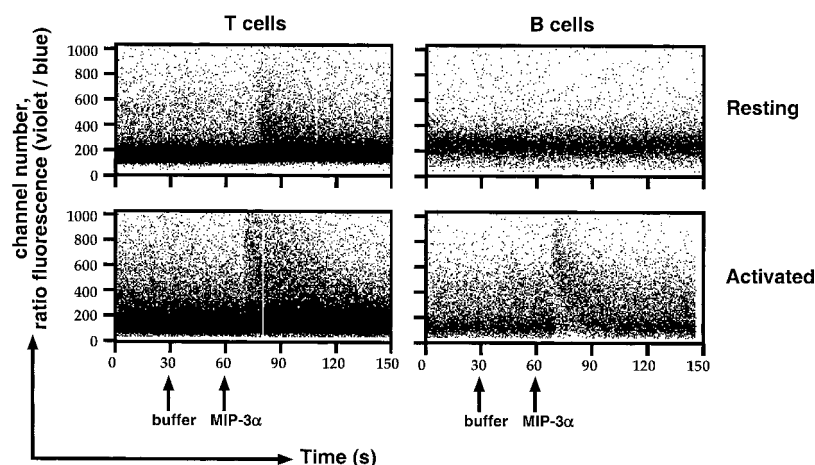 T cells
B cells
channel number,
ratio fluorescence (violet / blue)
1000
800
600
400
200
0
Resting
1000
800
600
400
200
0
Activated
0 30 60 90 120 150
0 30 60 90 120 150
buffer MIP-3α
buffer MIP-3α
Time (s)